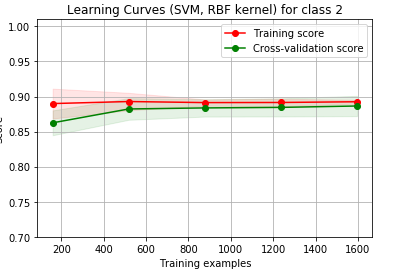 Learning Curves (SVM, RBF kernel) for class 2
Training score
Cross-validation score
1.00
0.95
0.90
0.85
0.80
0.75
0.70
200 400 600 800 1000 1200 1400 1600
Training examples